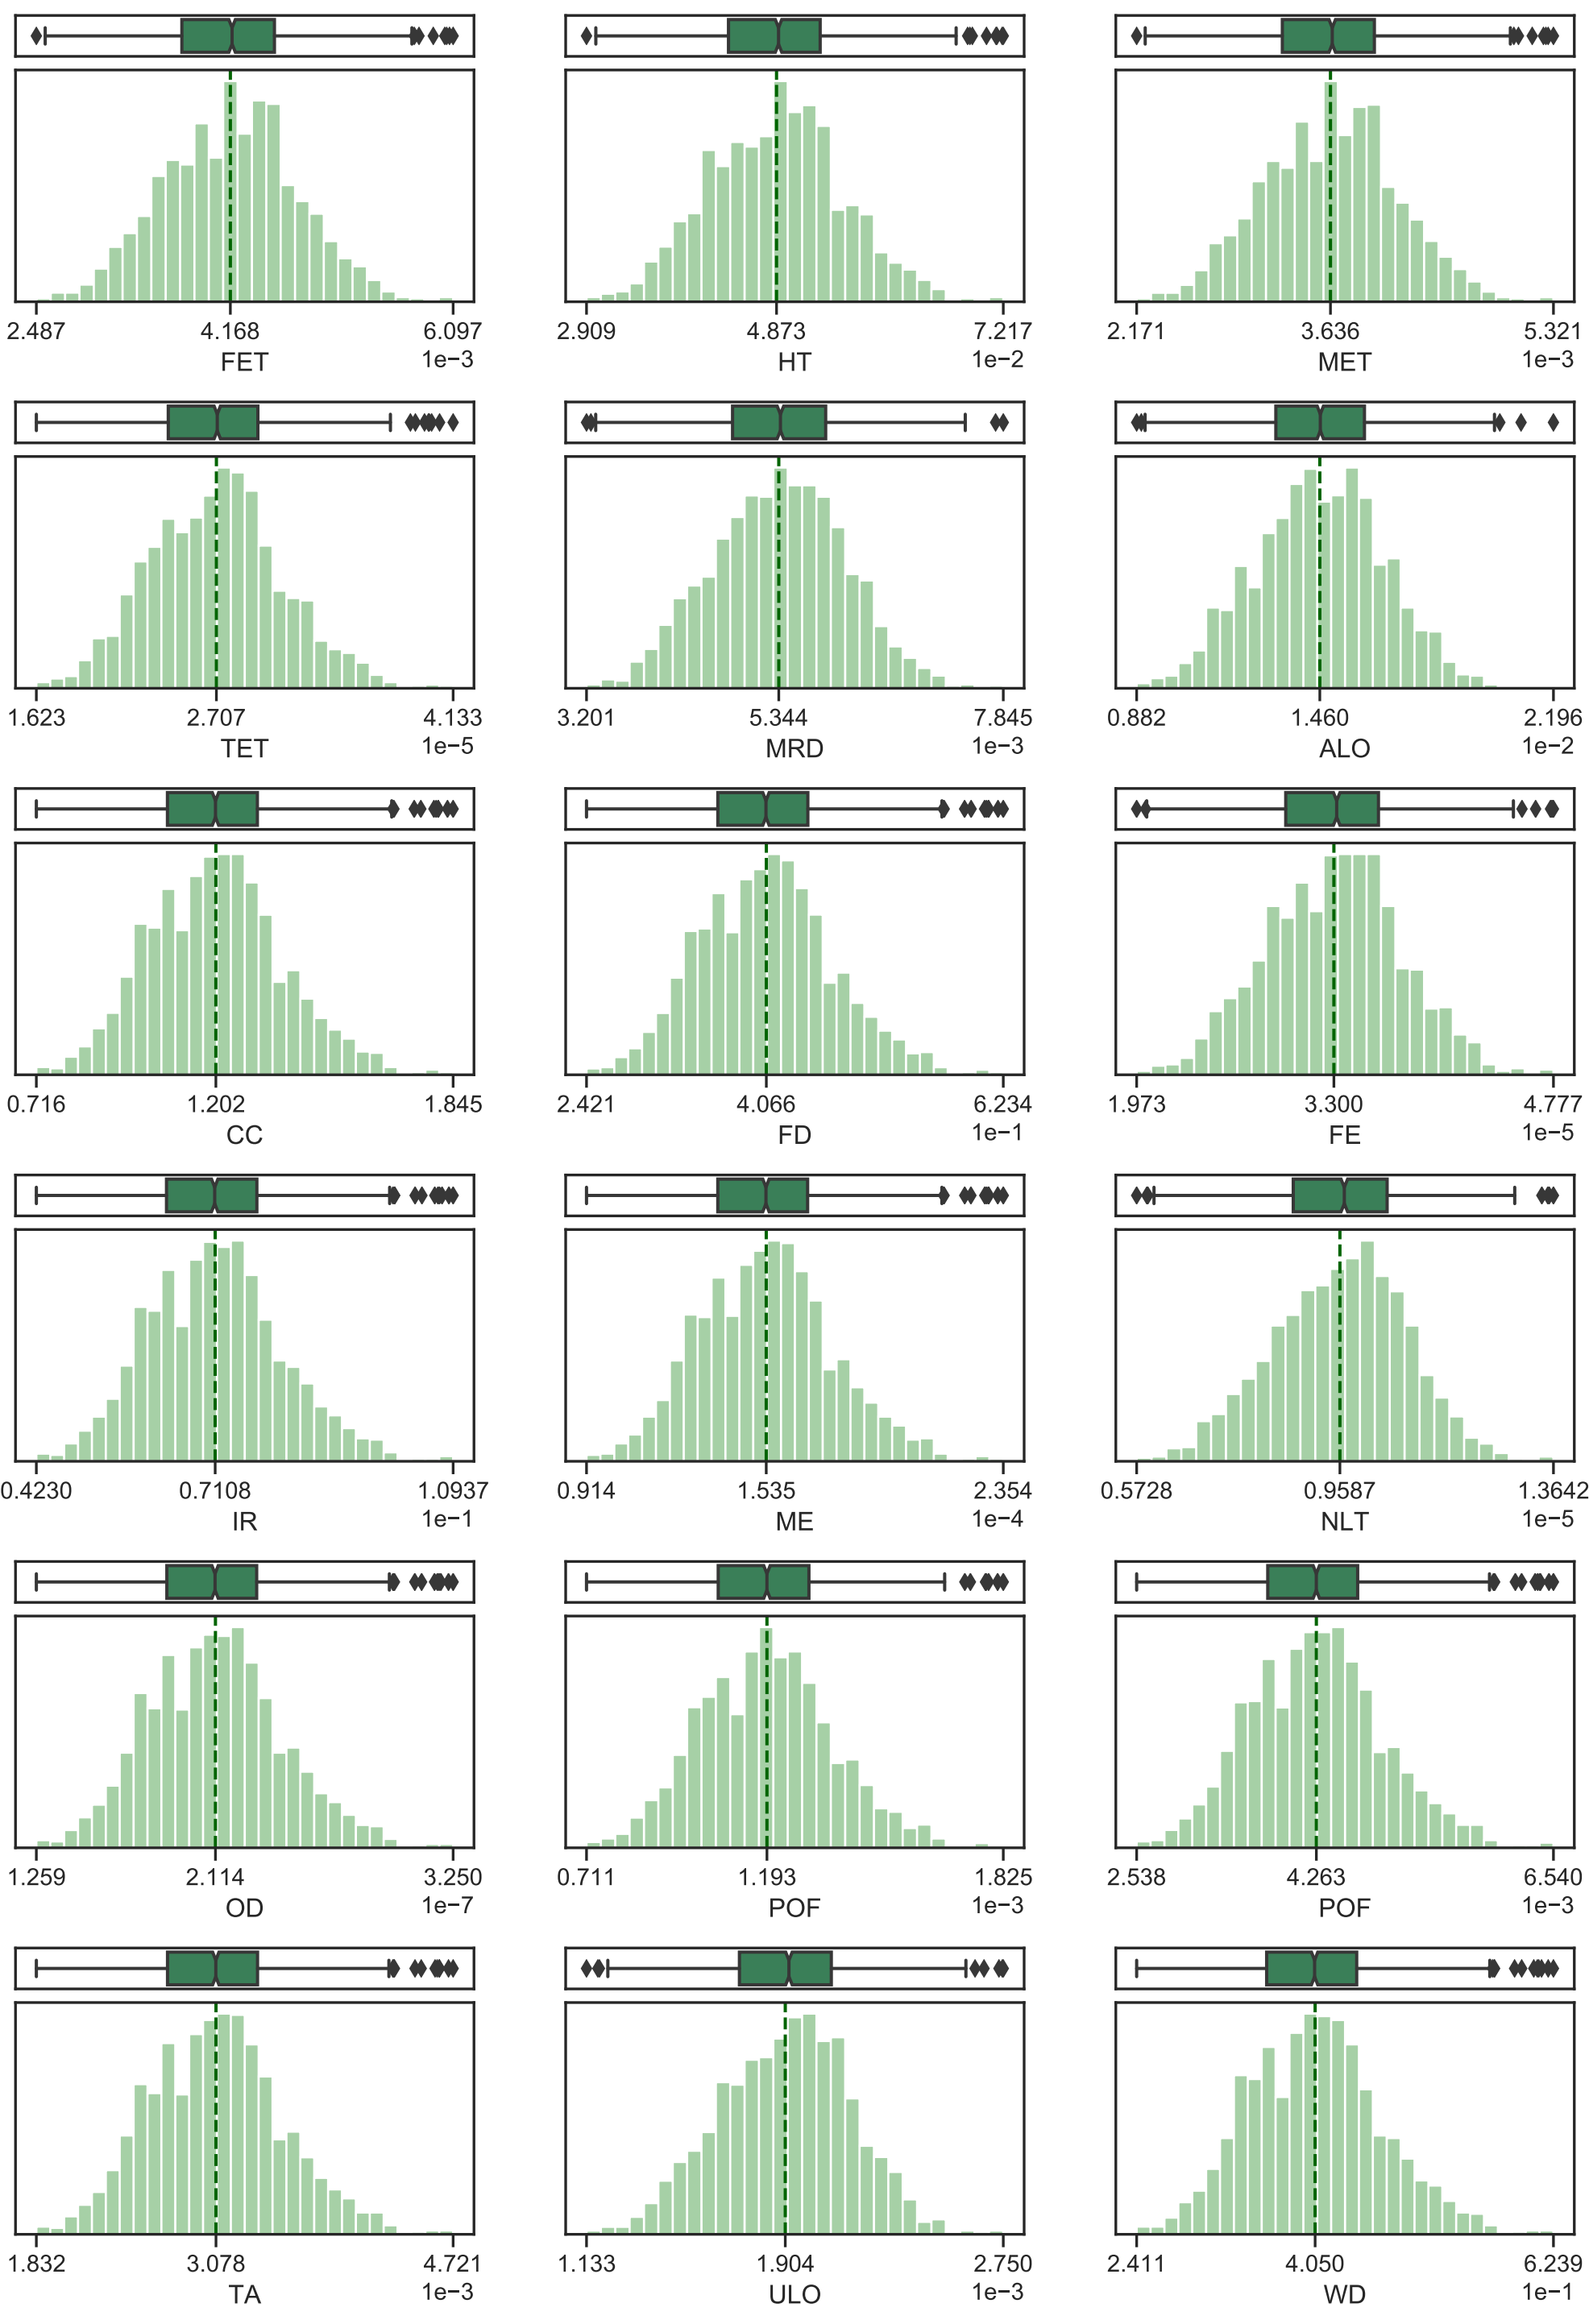 2.487 4.168 6.097 2.909 4.873 7.217 2.171 3.636 5.321
FET 1e−3 HT 1e−2 MET 1e−3
1.623 2.707 4.133 3.201 5.344 7.845 0.882 1.460 2.196
TET 1e−5 MRD 1e−3 ALO 1e−2
0.716 1.202 1.845 2.421 4.066 6.234 1.973 3.300 4.777
CC FD 1e−1 FE 1e−5
0.4230 0.7108 1.0937 0.914 1.535 2.354 0.5728 0.9587 1.3642
IR 1e−1 ME 1e−4 NLT 1e−5
1.259 2.114 3.250 0.711 1.193 1.825 2.538 4.263 6.540
OD 1e−7 POF 1e−3 POF 1e−3
1.832 3.078 4.721 1.133 1.904 2.750 2.411 4.050 6.239
TA 1e−3 ULO 1e−3 WD 1e−1